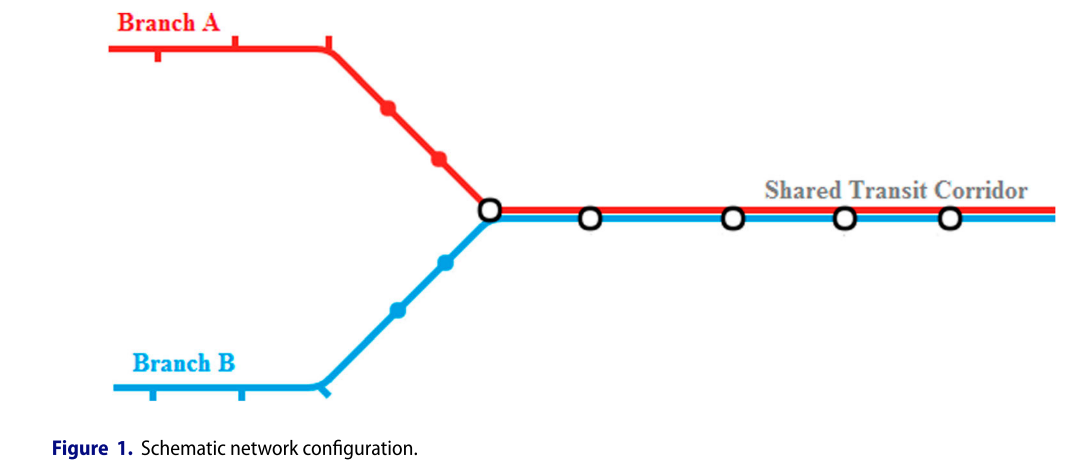 Branch A
Shared Transit Corridor
Branch B
Figure 1. Schematic network configuration.